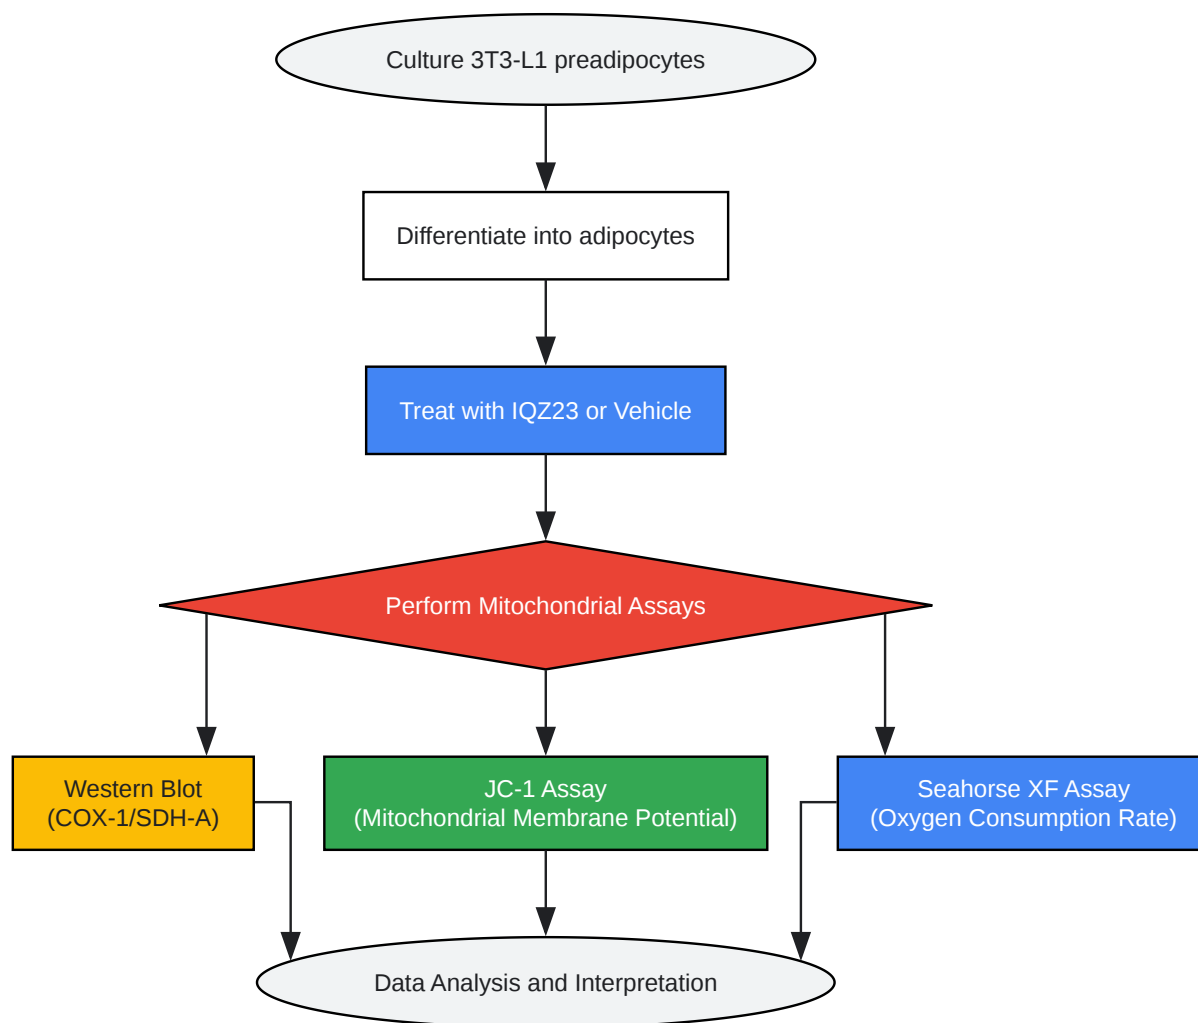 Culture 3T3-L1 preadipocytes
Differentiate into adipocytes
Treat with IQZ23 or Vehicle
Perform Mitochondrial Assays
Western Blot
(COX-1/SDH-A)
JC-1 Assay
(Mitochondrial Membrane Potential)
Seahorse XF Assay
(Oxygen Consumption Rate)
Data Analysis and Interpretation